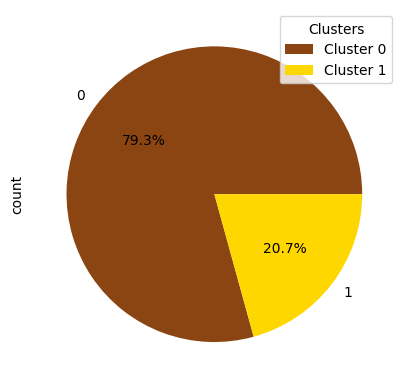 Clusters
Cluster 0
Cluster 1
0
79.3%
count
20.7%
1